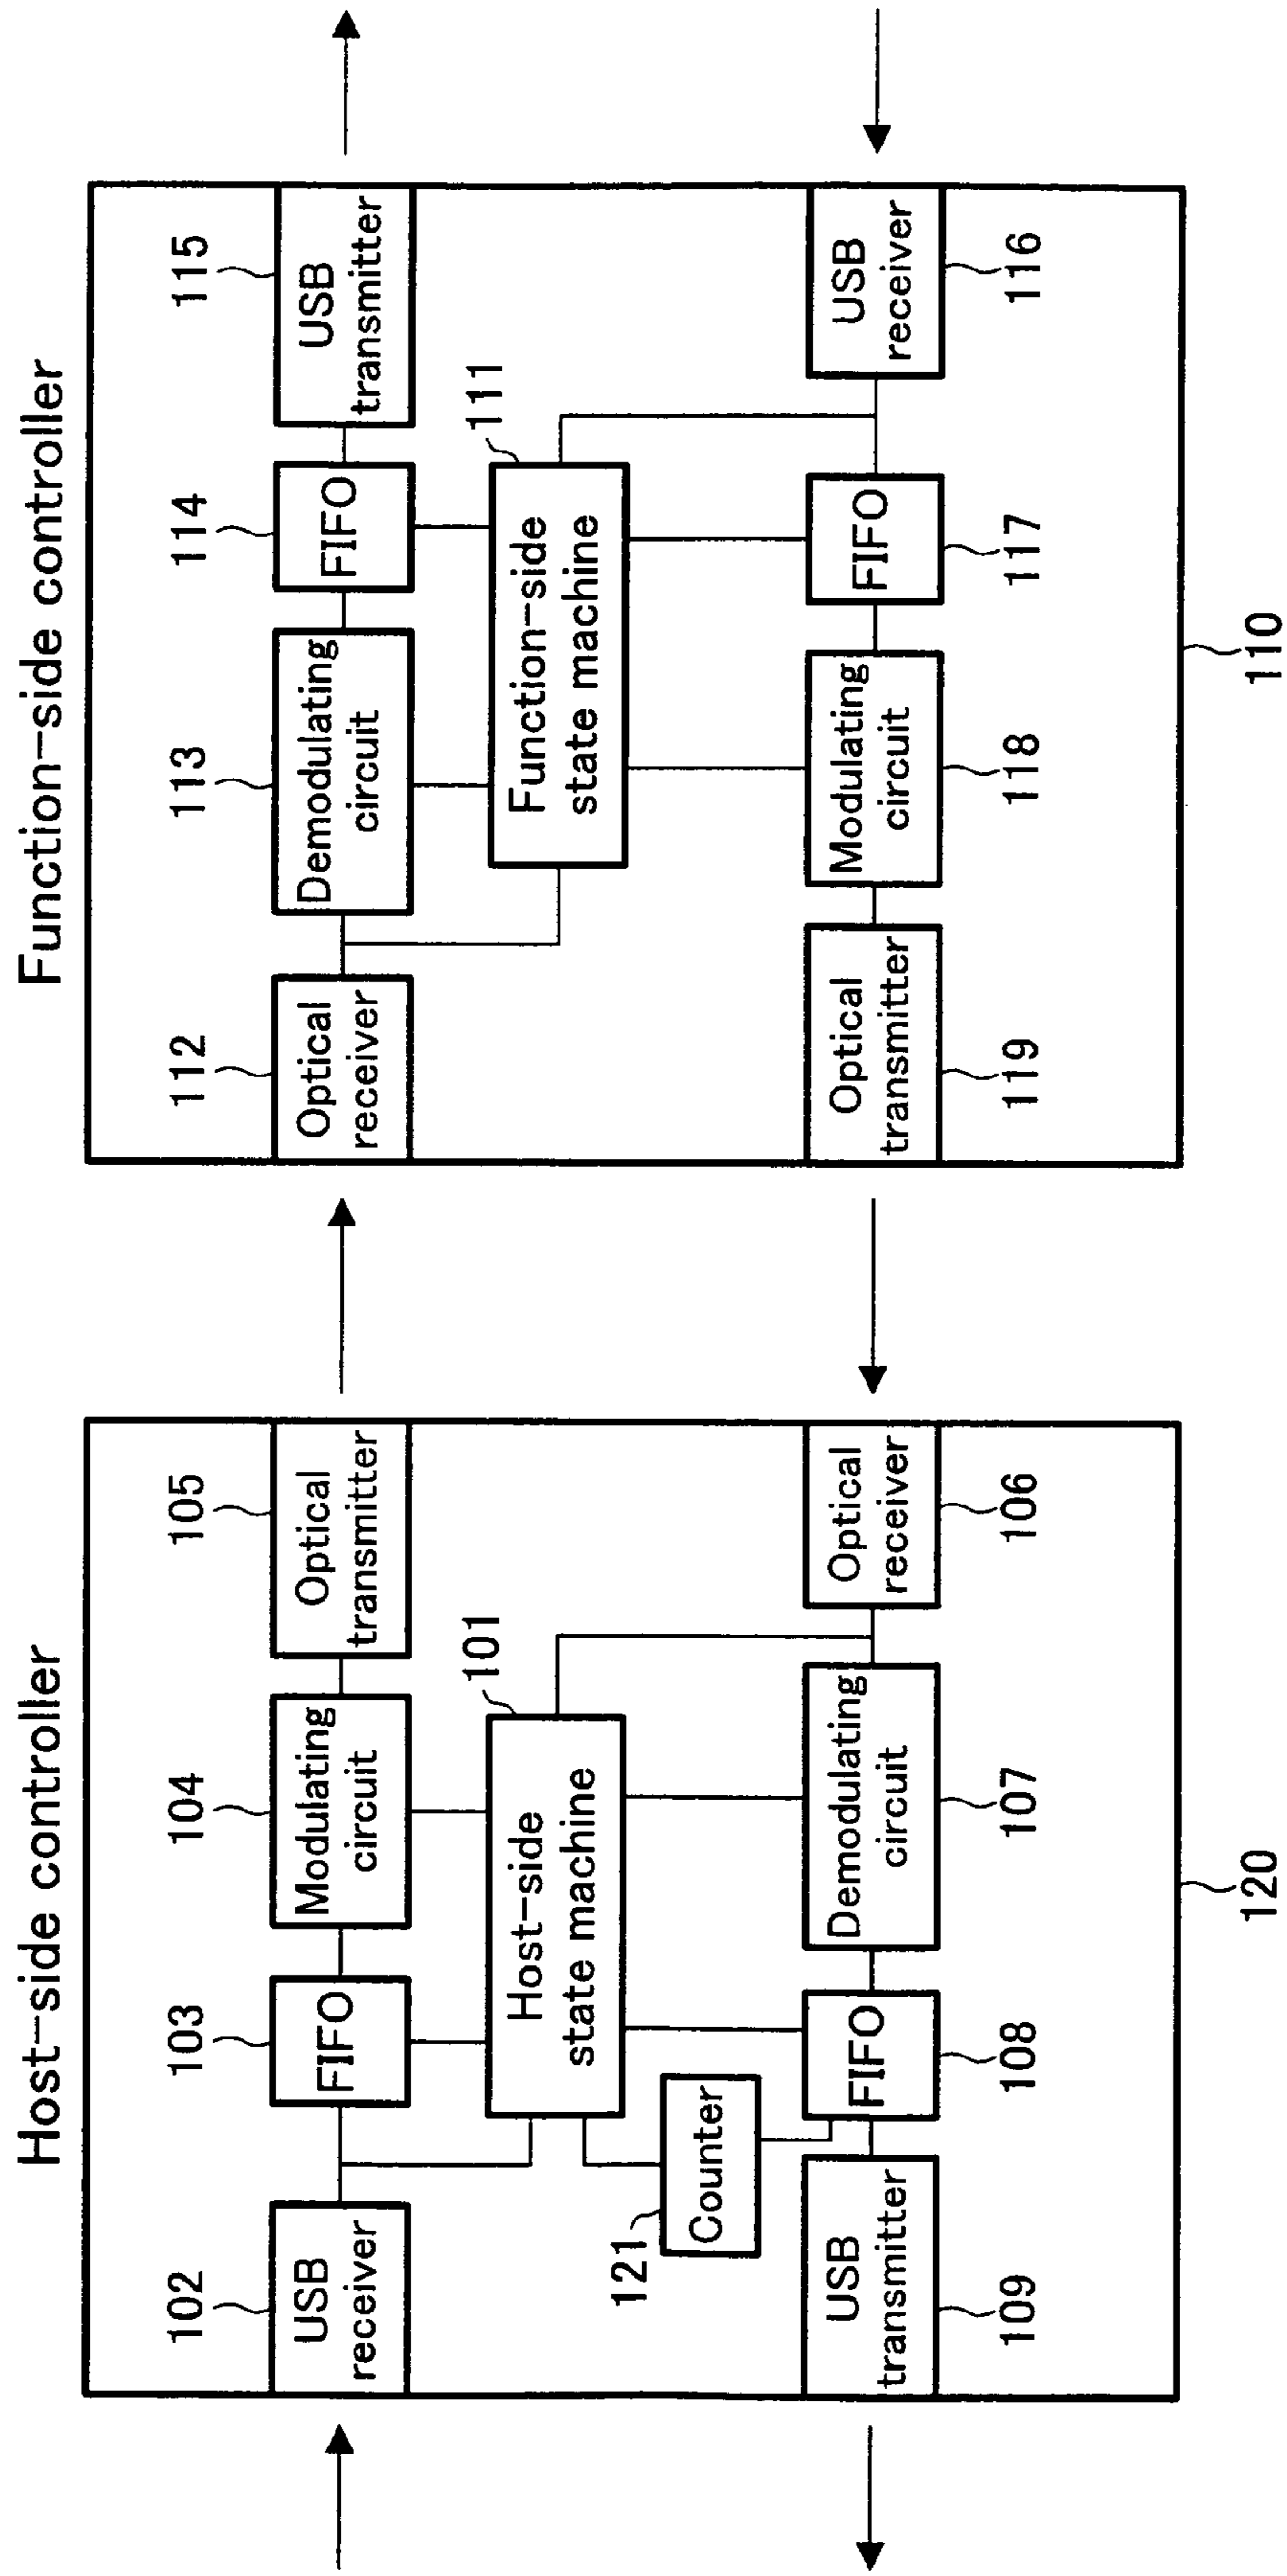 Host-side controller
102
103
104
105
USB
receiver
FIFO
Modulating
circuit
Optical
transmitter
101
Host-side
state machine
121
Counter
USB
transmitter
FIFO
Demodulating
circuit
Optical
receiver
109
108
107
106
120
Function-side controller
112
113
114
115
Optical
receiver
Demodulating
circuit
FIFO
USB
transmitter
111
Function-side
state machine
Optical
transmitter
Modulating
circuit
FIFO
USB
receiver
119
118
117
116
110